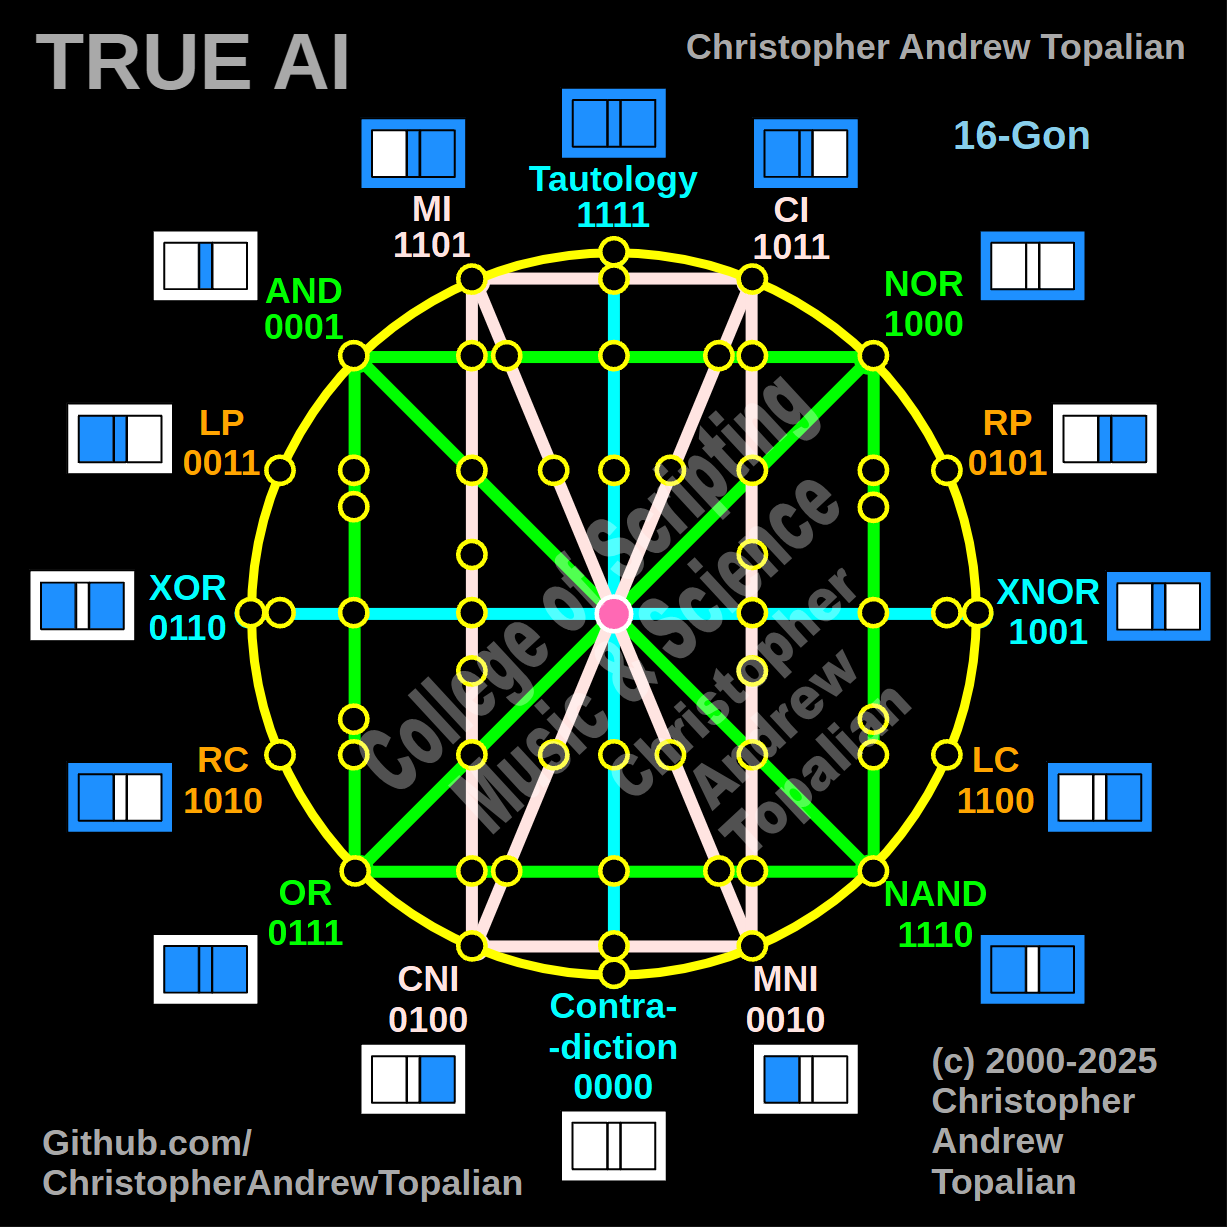 TRUE AI
Christopher Andrew Topalian
16-Gon
Tautology
1111
MI
1101
CI
1011
AND
0001
NOR
1000
LP
0011
RP
0101
XOR
0110
XNOR
1001
RC
1010
LC
1100
OR
0111
NAND
1110
CNI
0100
MNI
0010
Contra-
-diction
0000
College of Scripting
Music & Science
Christopher
Andrew
Topalian
(c) 2000-2025
Christopher
Andrew
Topalian
Github.com/
ChristopherAndrewTopalian